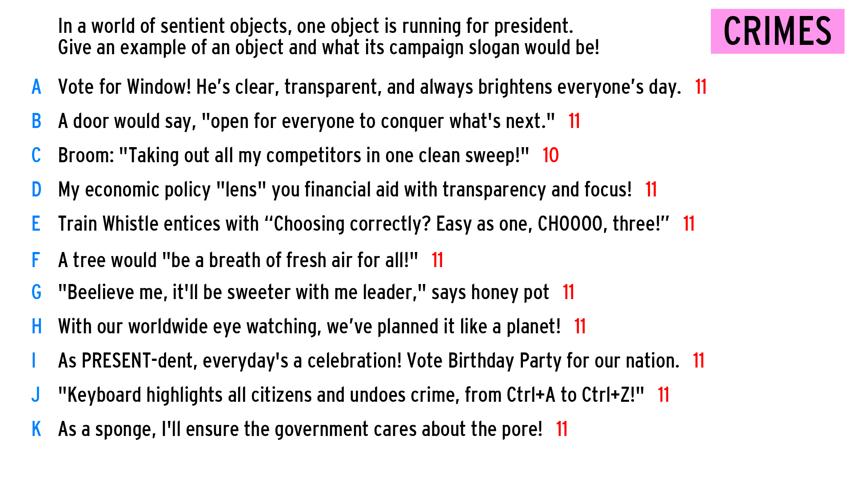 In a world of sentient objects, one object is running for president.
Give an example of an object and what its campaign slogan would be!
CRIMES
A Vote for Window! He’s clear, transparent, and always brightens everyone’s day. 11
B A door would say, "open for everyone to conquer what's next." 11
C Broom: "Taking out all my competitors in one clean sweep!" 10
D My economic policy "lens" you financial aid with transparency and focus! 11
E Train Whistle entices with “Choosing correctly? Easy as one, CHOOOO, three!” 11
F A tree would "be a breath of fresh air for all!" 11
G "Beelieve me, it'll be sweeter with me leader," says honey pot 11
H With our worldwide eye watching, we’ve planned it like a planet! 11
I As PRESENT-dent, everyday's a celebration! Vote Birthday Party for our nation. 11
J "Keyboard highlights all citizens and undoes crime, from Ctrl+A to Ctrl+Z!" 11
K As a sponge, I'll ensure the government cares about the pore! 11